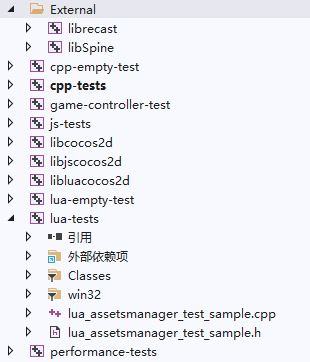 External
librecast
libSpine
cpp-empty-test
cpp-tests
game-controller-test
js-tests
libcocos2d
libjscocos2d
libluacocos2d
lua-empty-test
lua-tests
引用
外部依赖项
Classes
win32
lua_assetsmanager_test_sample.cpp
lua_assetsmanager_test_sample.h
performance-tests